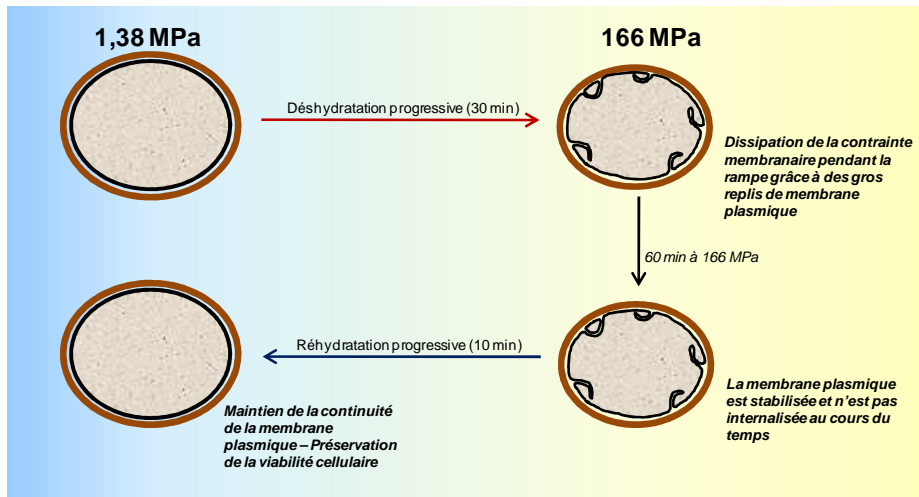 1,38 MPa
166 MPa
Déshydratation progressive (30 min)
Dissipation de la contrainte
membranaire pendant la
rampe grâce à des gros
replis de membrane
plasmique
60 min à 166 MPa
Réhydratation progressive (10 min)
La membrane plasmique
est stabilisée et n'est pas
internalisée au cours du
temps
Maintien de la continuité
de la membrane
plasmique – Préservation
de la viabilité cellulaire